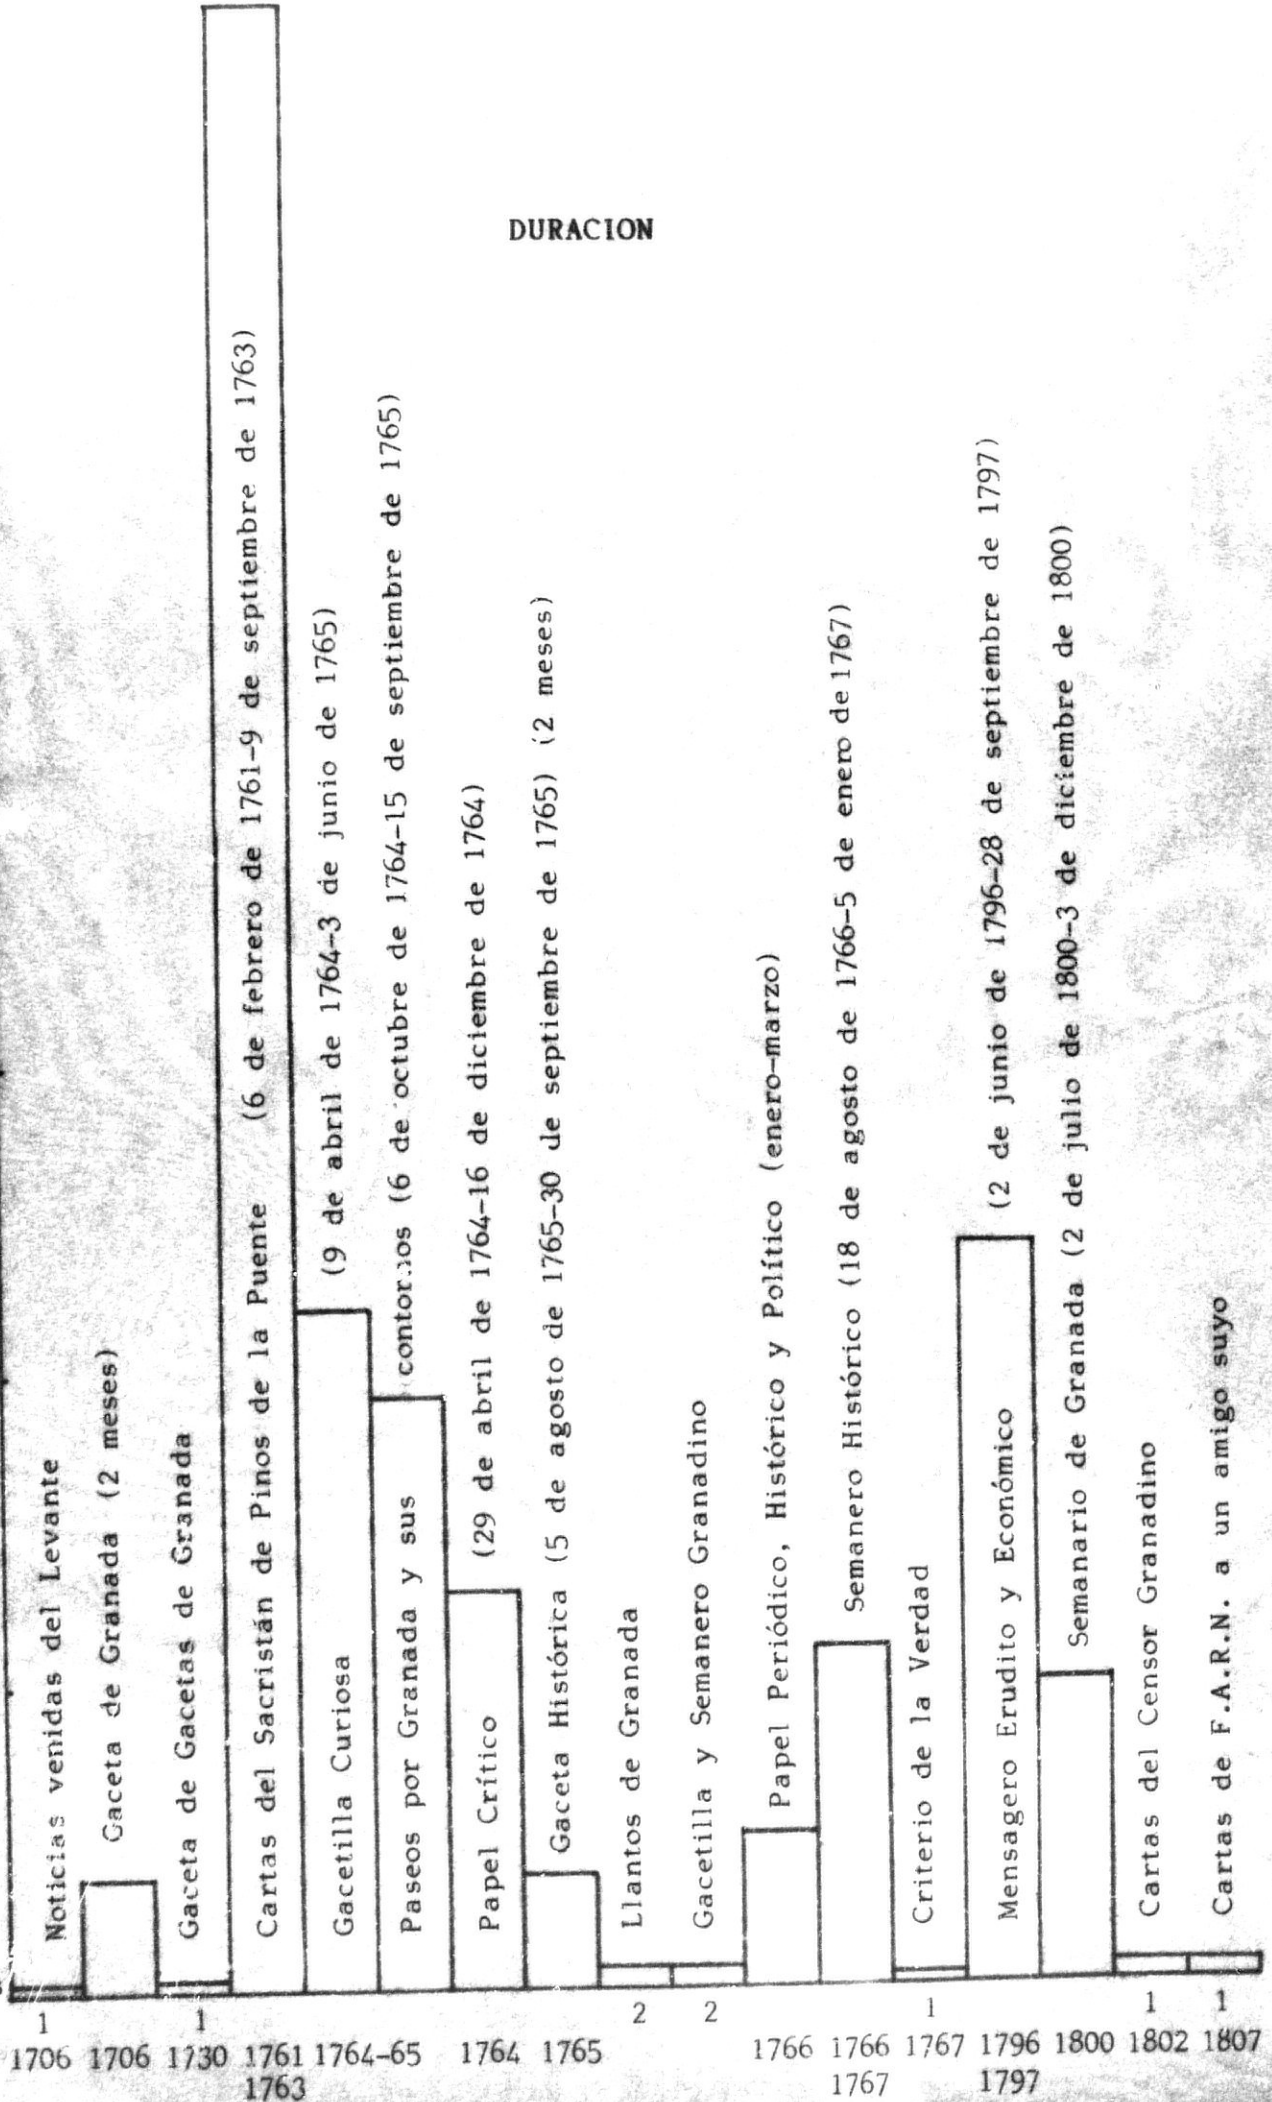 DURACION
Noticias venidas del Levante
Gaceta de Granada (2 meses)
Gaceta de Gacetas de Granada
Cartas del Sacristán de Pinos de la Puente (6 de febrero de 1761-9 de septiembre de 1763)
Gacetilla Curiosa (9 de abril de 1764-3 de junio de 1765)
Paseos por Granada y sus contornos (6 de octubre de 1764-15 de septiembre de 1765)
Papel Crítico (29 de abril de 1764-16 de diciembre de 1764)
Gaceta Histórica (5 de agosto de 1765-30 de septiembre de 1765) (2 meses)
Llantos de Granada
Gacetilla y Semanero Granadino
Papel Periódico, Histórico y Político (enero-marzo)
Semanero Histórico (18 de agosto de 1766-5 de enero de 1767)
Criterio de la Verdad
Mensagero Erudito y Económico (2 de junio de 1796-28 de septiembre de 1797)
Semanario de Granada (2 de julio de 1800-3 de diciembre de 1800)
Cartas del Censor Granadino
Cartas de F.A.R.N. a un amigo suyo
1 1 2 2 1 1 1
1706 1706 1730 1761 1764-65 1764 1765 1766 1766 1767 1796 1800 1802 1807
1763 1767 1797